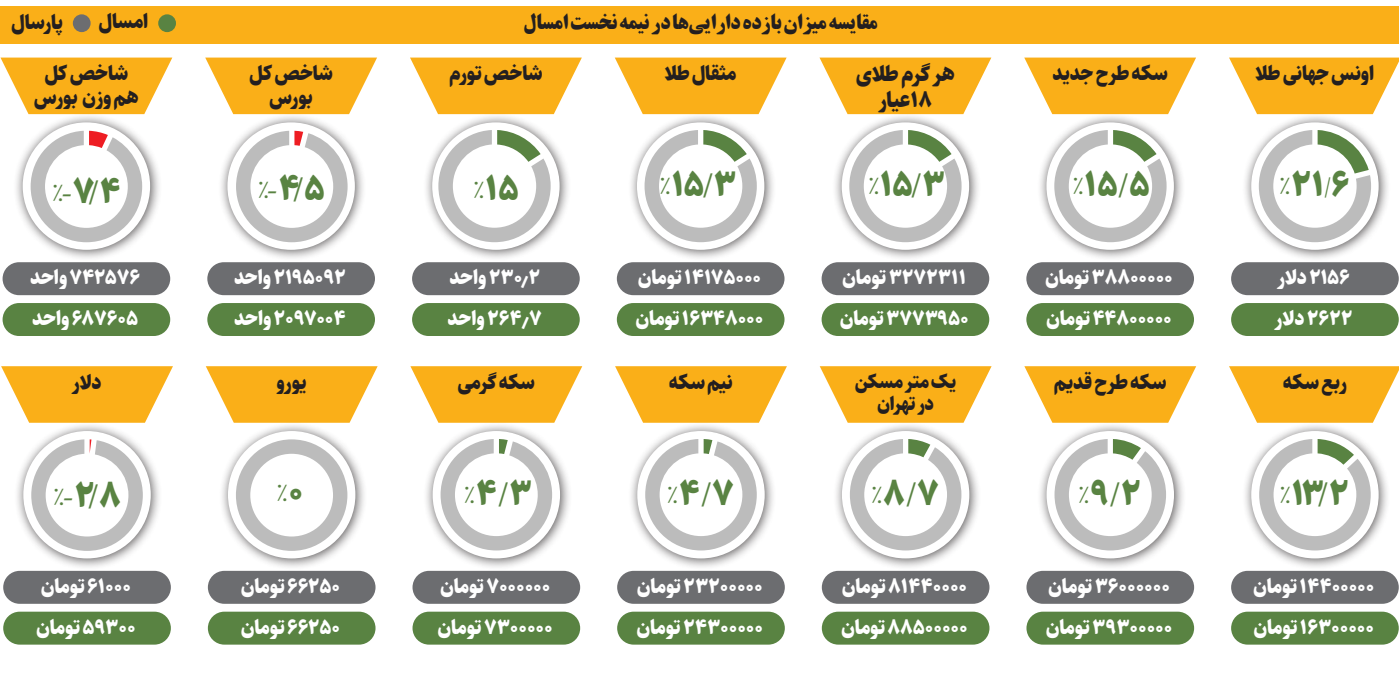 مقایسه میزان بازده دارایی‌ها در نیمه نخست امسال
امسال
پارسال
اونس جهانی طلا
٪۲۱/۶
۲۱۵۶ دلار
۲۶۲۲ دلار
سکه طرح جدید
٪۱۵/۵
۳۸۸۰۰۰۰۰ تومان
۴۴۸۰۰۰۰۰ تومان
هر گرم طلای
۱۸عیار
٪۱۵/۳
۳۲۷۲۳۱۱ تومان
۳۷۷۳۹۵۰ تومان
مثقال طلا
٪۱۵/۳
۱۴۱۷۵۰۰۰ تومان
۱۶۳۴۸۰۰۰ تومان
شاخص تورم
٪۱۵
۲۳۰٫۲ واحد
۲۶۴٫۷ واحد
شاخص کل
بورس
٪-۴/۵
۲۱۹۵۰۹۲ واحد
۲۰۹۷۰۰۴ واحد
شاخص کل
هم وزن بورس
٪-۷/۴
۷۴۲۵۷۶ واحد
۶۸۷۶۰۵ واحد
ربع سکه
٪۱۳/۲
۱۴۴۰۰۰۰۰ تومان
۱۶۳۰۰۰۰۰ تومان
سکه طرح قدیم
٪۹/۲
۳۶۰۰۰۰۰۰ تومان
۳۹۳۰۰۰۰۰ تومان
یک متر مسکن
در تهران
٪۸/۷
۸۱۴۴۰۰۰۰ تومان
۸۸۵۰۰۰۰۰ تومان
نیم سکه
٪۴/۷
۲۳۲۰۰۰۰۰ تومان
۲۴۳۰۰۰۰۰ تومان
سکه گرمی
٪۴/۳
۷۰۰۰۰۰۰ تومان
۷۳۰۰۰۰۰ تومان
یورو
٪۰
۶۶۲۵۰ تومان
۶۶۲۵۰ تومان
دلار
٪-۲/۸
۶۱۰۰۰ تومان
۵۹۳۰۰ تومان